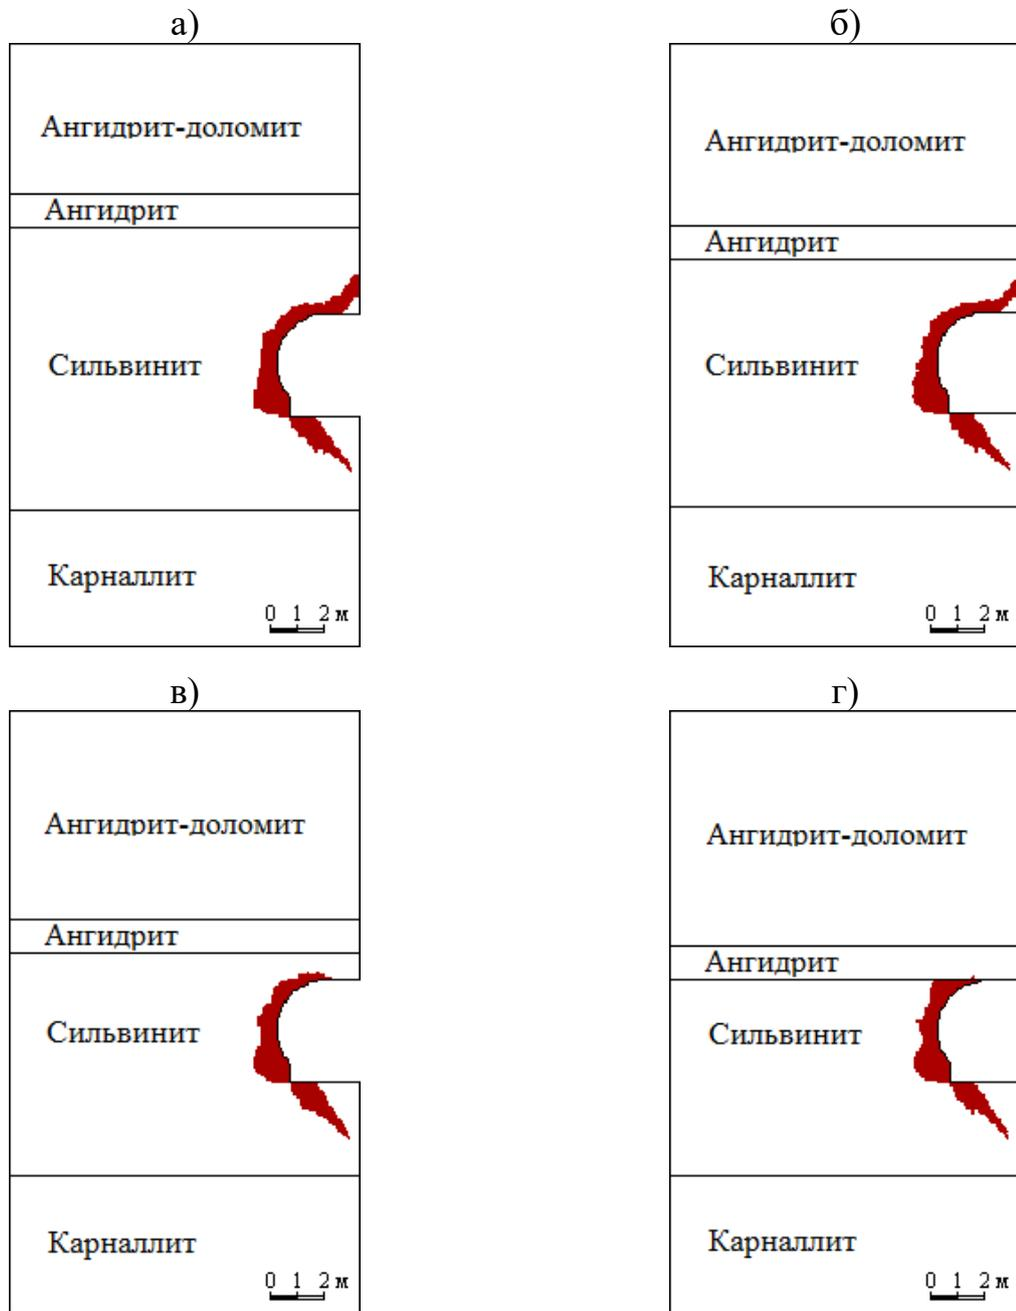 а)
Ангидрит-доломит
Ангидрит
Сильвинит
Карналлит
0 1 2 м
б)
Ангидрит-доломит
Ангидрит
Сильвинит
Карналлит
0 1 2 м
в)
Ангидрит-доломит
Ангидрит
Сильвинит
Карналлит
0 1 2 м
г)
Ангидрит-доломит
Ангидрит
Сильвинит
Карналлит
0 1 2 м